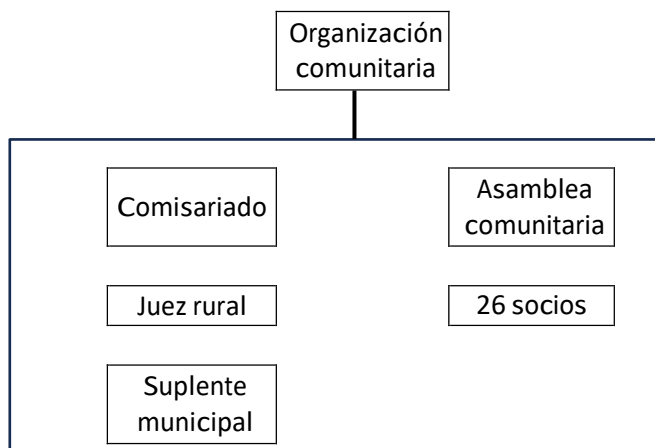 Organización
comunitaria
Comisariado
Asamblea
comunitaria
Juez rural
26 socios
Suplente
municipal